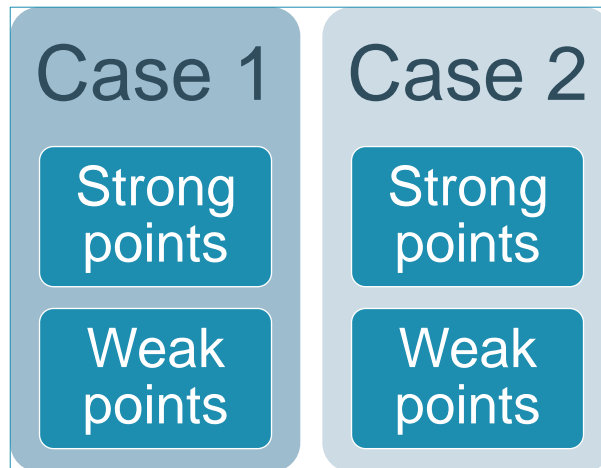 Case 1
Strong
points
Weak
points
Case 2
Strong
points
Weak
points